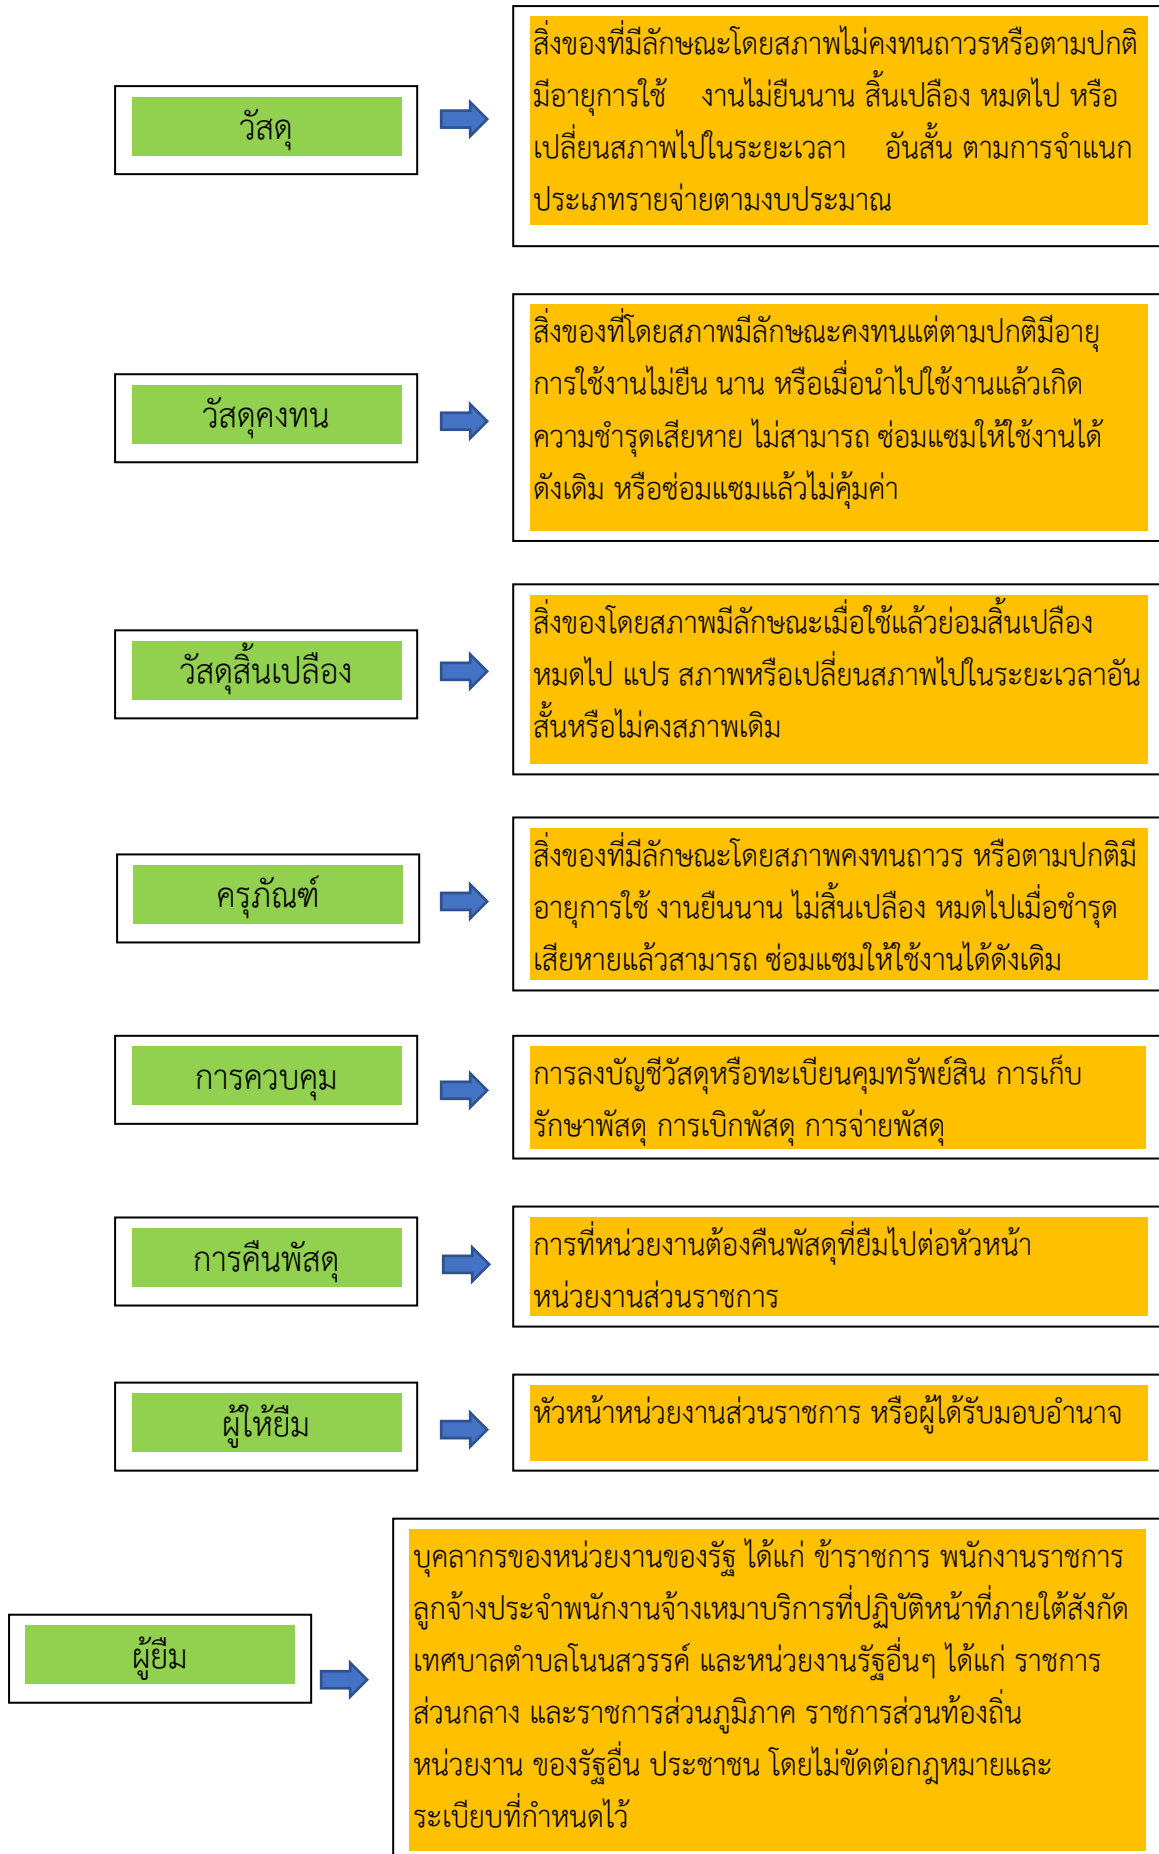 วัสดุ
สิ่งของที่มีลักษณะโดยสภาพไม่คงทนถาวรหรือตามปกติ
มีอายุการใช้ งานไม่ยืนนาน สิ้นเปลือง หมดไป หรือ
เปลี่ยนสภาพไปในระยะเวลา อันสั้น ตามการจำแนก
ประเภทรายจ่ายตามงบประมาณ
วัสดุคงทน
สิ่งของที่โดยสภาพมีลักษณะคงทนแต่ตามปกติมีอายุ
การใช้งานไม่ยืน นาน หรือเมื่อนำไปใช้งานแล้วเกิด
ความชำรุดเสียหาย ไม่สามารถ ซ่อมแซมให้ใช้งานได้
ดังเดิม หรือซ่อมแซมแล้วไม่คุ้มค่า
วัสดุสิ้นเปลือง
สิ่งของโดยสภาพมีลักษณะเมื่อใช้แล้วย่อมสิ้นเปลือง
หมดไป แปร สภาพหรือเปลี่ยนสภาพไปในระยะเวลาอัน
สั้นหรือไม่คงสภาพเดิม
ครุภัณฑ์
สิ่งของที่มีลักษณะโดยสภาพคงทนถาวร หรือตามปกติมี
อายุการใช้ งานยืนนาน ไม่สิ้นเปลือง หมดไปเมื่อชำรุด
เสียหายแล้วสามารถ ซ่อมแซมให้ใช้งานได้ดังเดิม
การควบคุม
การลงบัญชีวัสดุหรือทะเบียนคุมทรัพย์สิน การเก็บ
รักษาพัสดุ การเบิกพัสดุ การจ่ายพัสดุ
การคืนพัสดุ
การที่หน่วยงานต้องคืนพัสดุที่ยืมไปต่อหัวหน้า
หน่วยงานส่วนราชการ
ผู้ให้ยืม
หัวหน้าหน่วยงานส่วนราชการ หรือผู้ได้รับมอบอำนาจ
ผู้ยืม
บุคลากรของหน่วยงานของรัฐ ได้แก่ ข้าราชการ พนักงานราชการ
ลูกจ้างประจำพนักงานจ้างเหมาบริการที่ปฏิบัติหน้าที่ภายใต้สังกัด
เทศบาลตำบลโนนสวรรค์ และหน่วยงานรัฐอื่นๆ ได้แก่ ราชการ
ส่วนกลาง และราชการส่วนภูมิภาค ราชการส่วนท้องถิ่น
หน่วยงาน ของรัฐอื่น ประชาชน โดยไม่ขัดต่อกฎหมายและ
ระเบียบที่กำหนดไว้